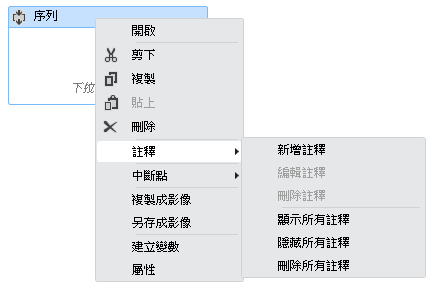 序列
下拉
開啟
剪下
複製
貼上
刪除
註釋
中斷點
複製成影像
另存成影像
建立變數
屬性
新增註釋
編輯註釋
刪除註釋
顯示所有註釋
隱藏所有註釋
刪除所有註釋